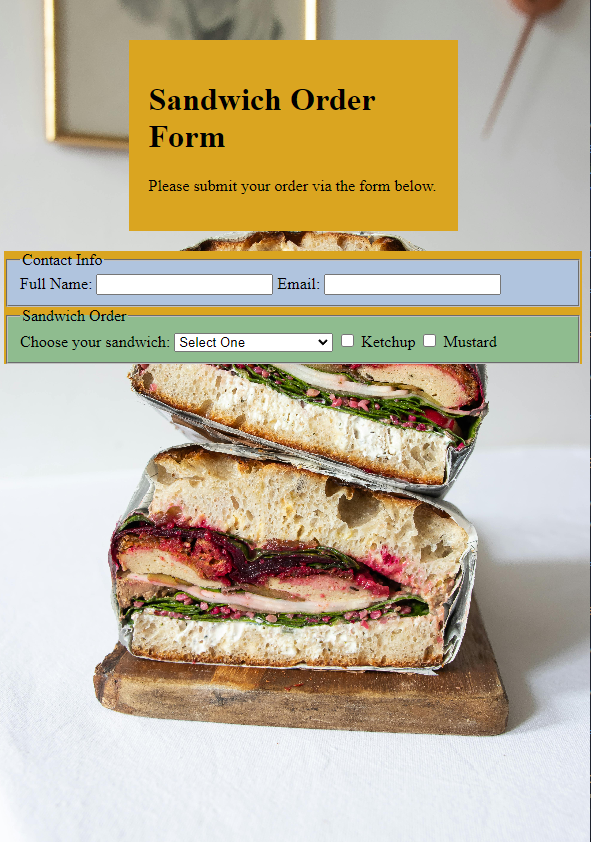 Sandwich Order
Form
Please submit your order via the form below.
Contact Info
Full Name: Email:
Sandwich Order
Choose your sandwich: Select One Ketchup Mustard